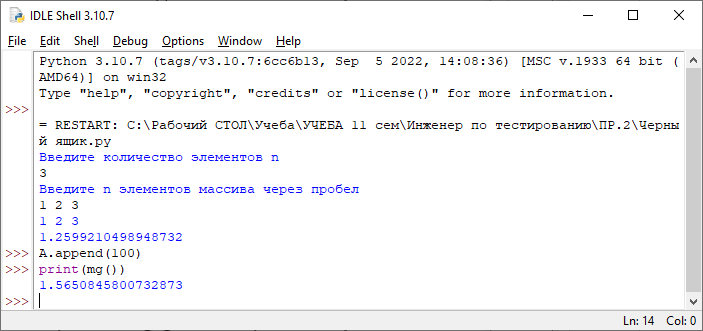 IDLE Shell 3.10.7
File Edit Shell Debug Options Window Help
Python 3.10.7 (tags/v3.10.7:6cc6b13, Sep  5 2022, 14:08:36) [MSC v.1933 64 bit (
AMD64)] on win32
Type "help", "copyright", "credits" or "license()" for more information.
>>>
= RESTART: C:\Рабочий СТОЛ\Учеба\УЧЕБА 11 сем\Инженер по тестированию\ПР.2\Черны
й ящик.py
Введите количество элементов n
3
Введите n элементов массива через пробел
1 2 3
1 2 3
1.2599210498948732
>>> A.append(100)
>>> print(mg())
1.5650845800732873
>>>
Ln: 14 Col: 0